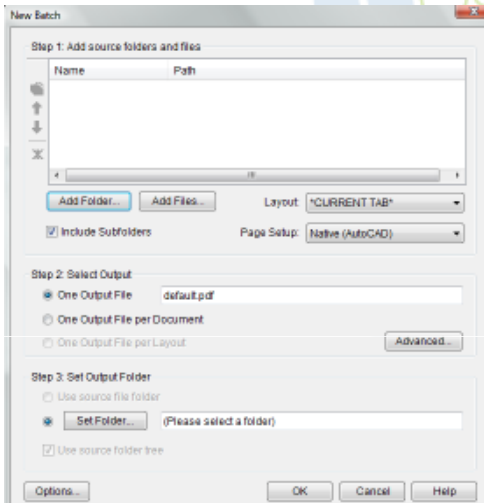 New Batch
Step 1: Add source folders and files
Name Path
Add Folder... Add Files... Layout: *CURRENT TAB*
Include Subfolders Page Setup: Native (AutoCAD)
Step 2: Select Output
One Output File default.pdf
One Output File per Document
One Output File per Layout Advanced...
Step 3: Set Output Folder
Use source file folder
Set Folder... (Please select a folder)
Use source folder tree
Options... OK Cancel Help